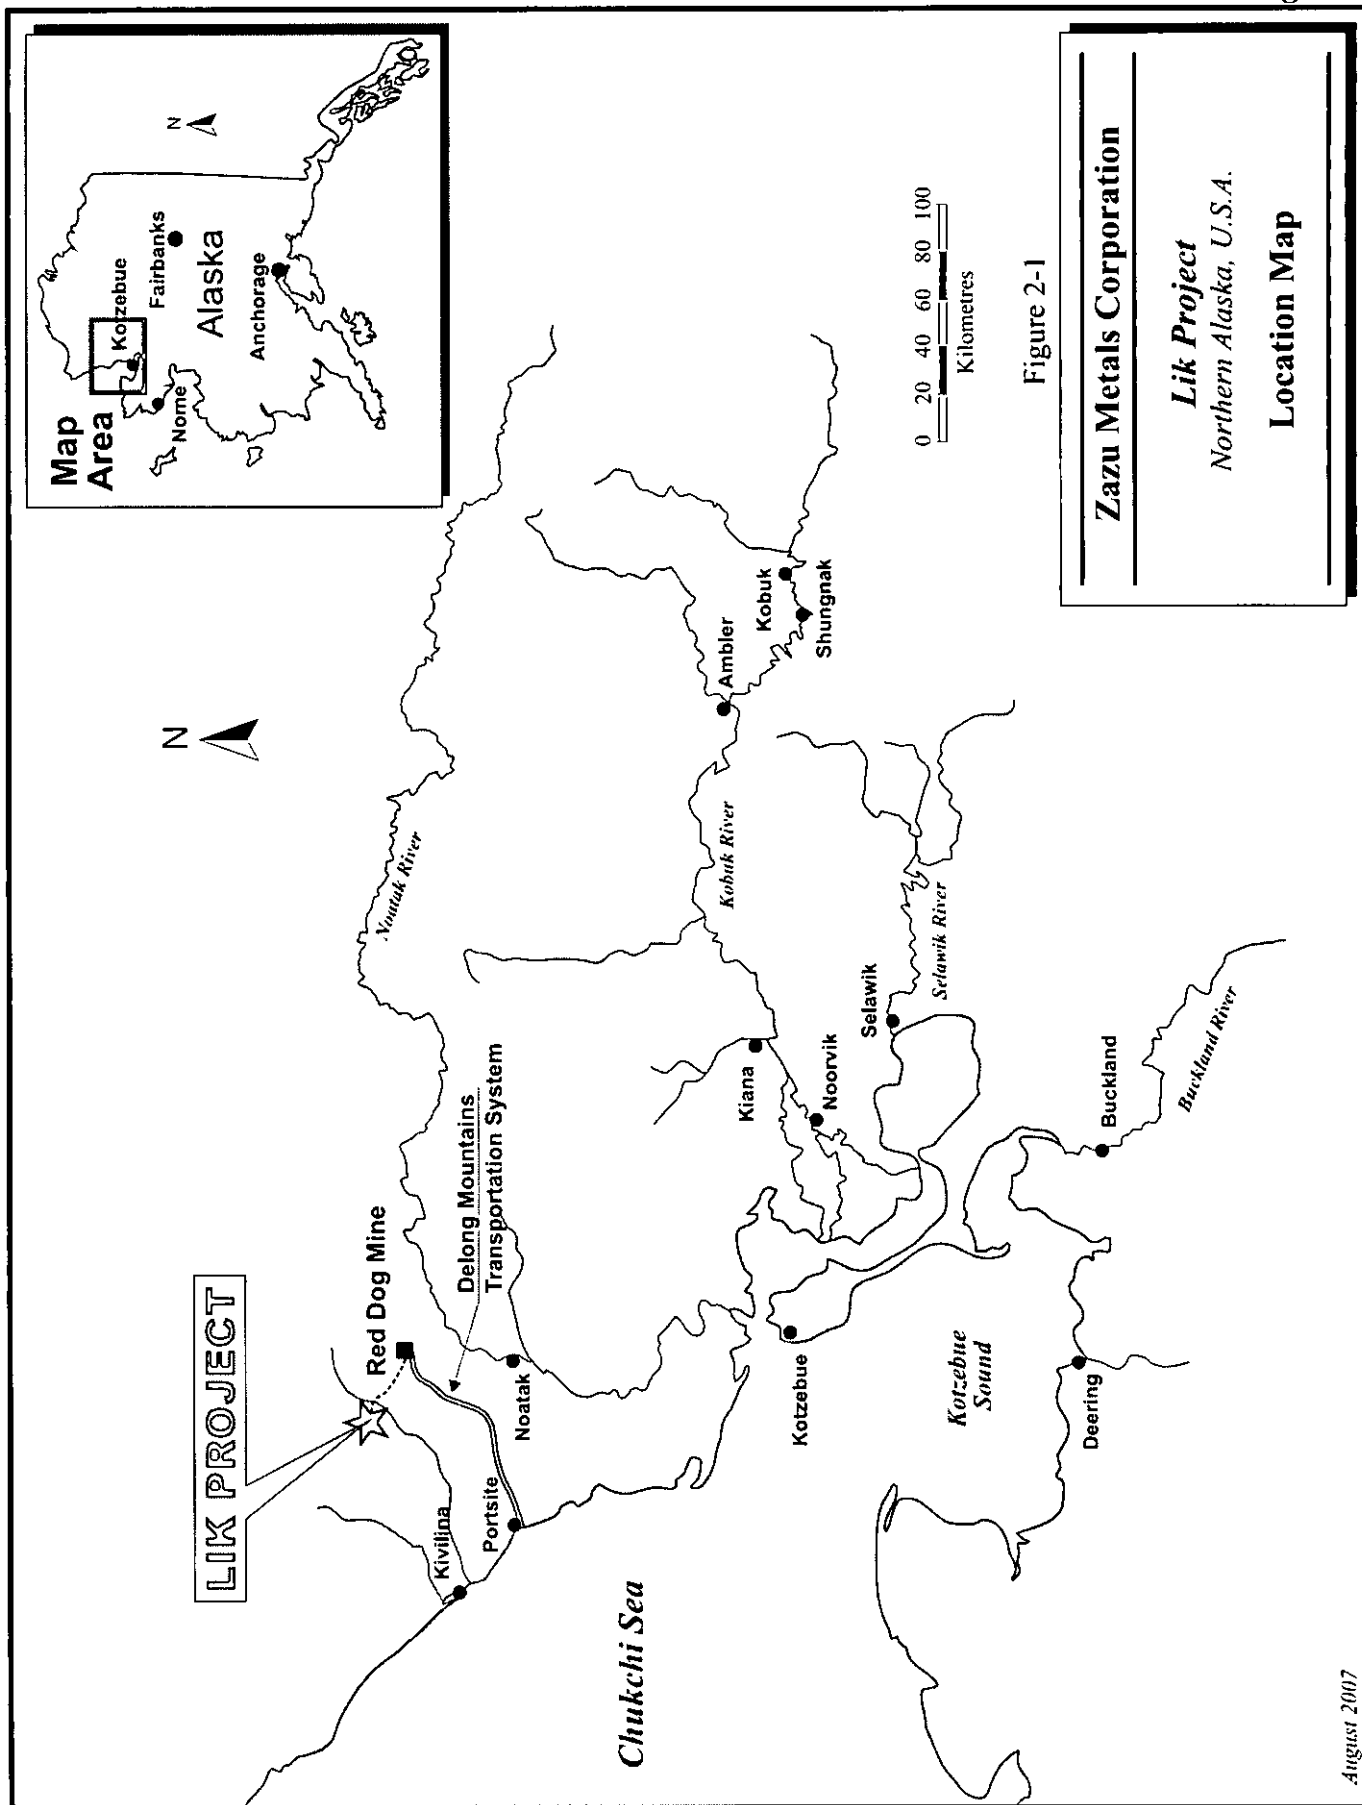 Map
Area
Kotzebue
Nome
Fairbanks
Alaska
Anchorage
N
N
LIK PROJECT
Red Dog Mine
Delong Mountains
Transportation System
Kivilina
Portsite
Noatak
Noatak River
Chukchi Sea
Kotzebue
Kiana
Noorvik
Kobuk River
Ambler
Kobuk
Shungnak
Selawik
Selawik River
Kotzebue
Sound
Deering
Buckland
Buckland River
0 20 40 60 80 100
Kilometres
Figure 2-1
Zazu Metals Corporation
Lik Project
Northern Alaska, U.S.A.
Location Map
August 2007